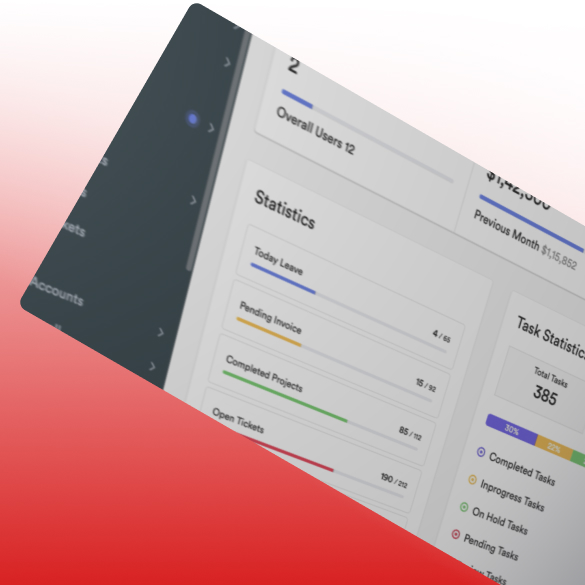 2
Overall Users 12
Previous Month $1,15,852
Statistics
Today Leave
4 / 65
Pending Invoice
15 / 92
Completed Projects
85 / 112
Open Tickets
190 / 212
Task Statistics
Total Tasks
385
30%
22%
Completed Tasks
Inprogress Tasks
On Hold Tasks
Pending Tasks
Tasks
Accounts